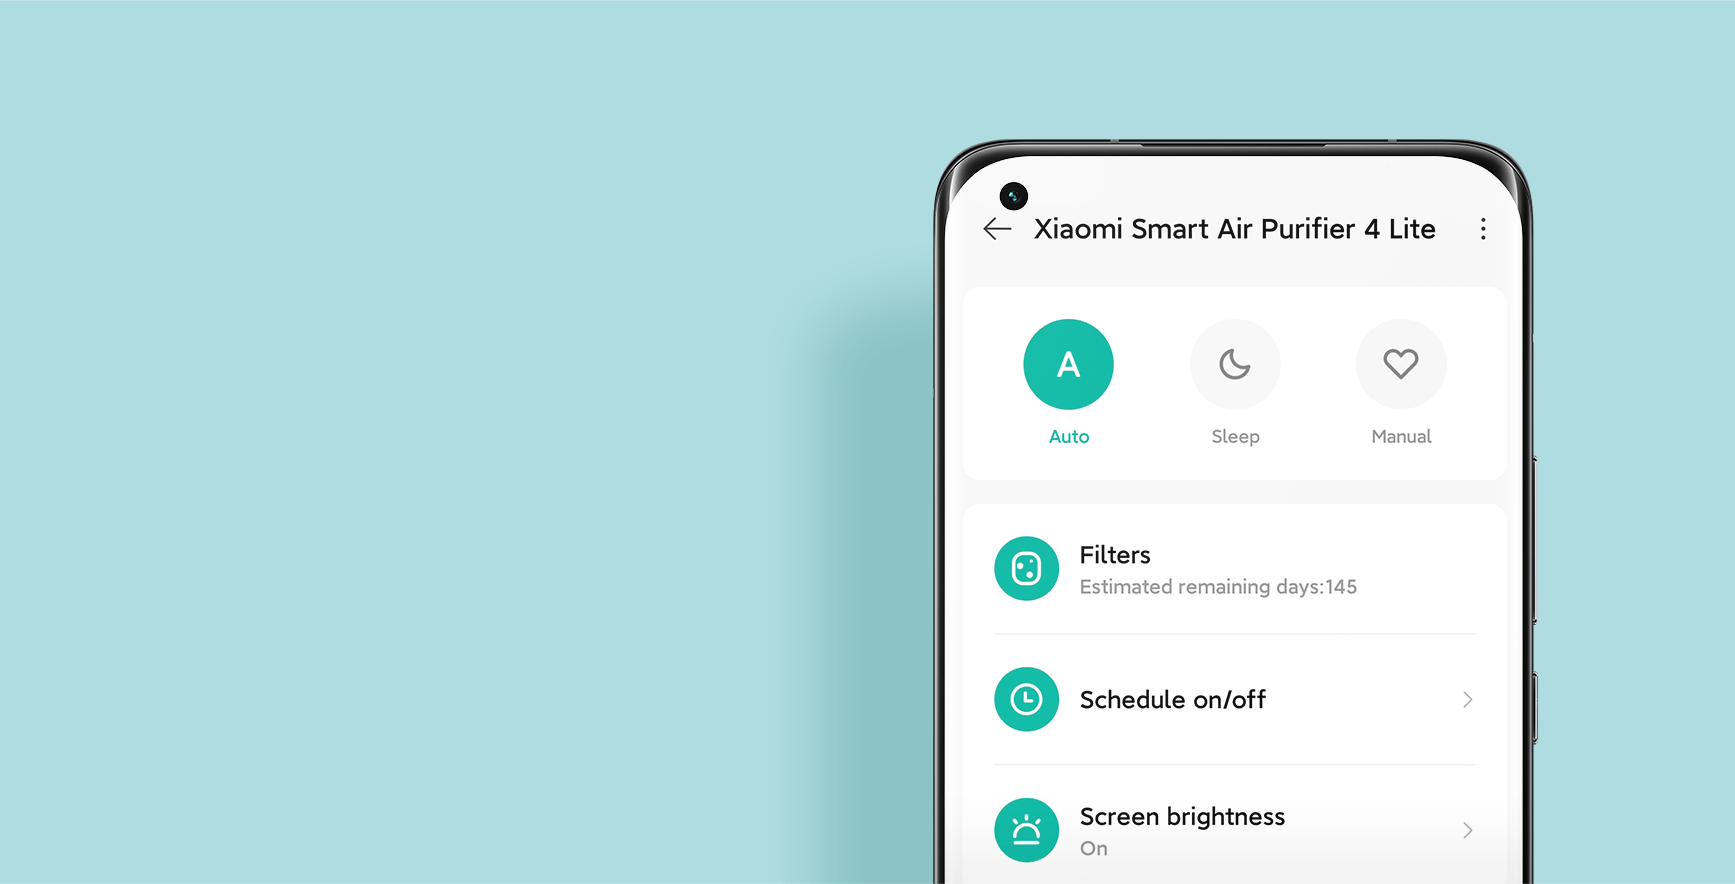 Xiaomi Smart Air Purifier 4 Lite
A
Auto
Sleep
Manual
Filters
Estimated remaining days:145
Schedule on/off
Screen brightness
On